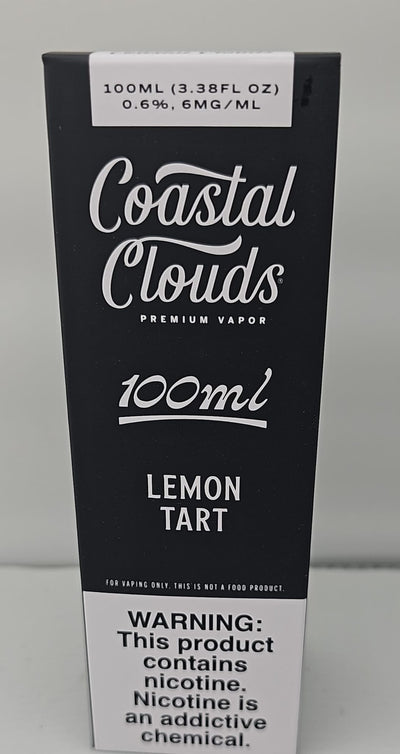 100ML (3.38FL OZ)
0.6%, 6MG/ML
Coastal
Clouds®
PREMIUM VAPOR
100ml
LEMON
TART
FOR VAPING ONLY. THIS IS NOT A FOOD PRODUCT.
WARNING:
This product
contains
nicotine.
Nicotine is
an addictive
chemical.